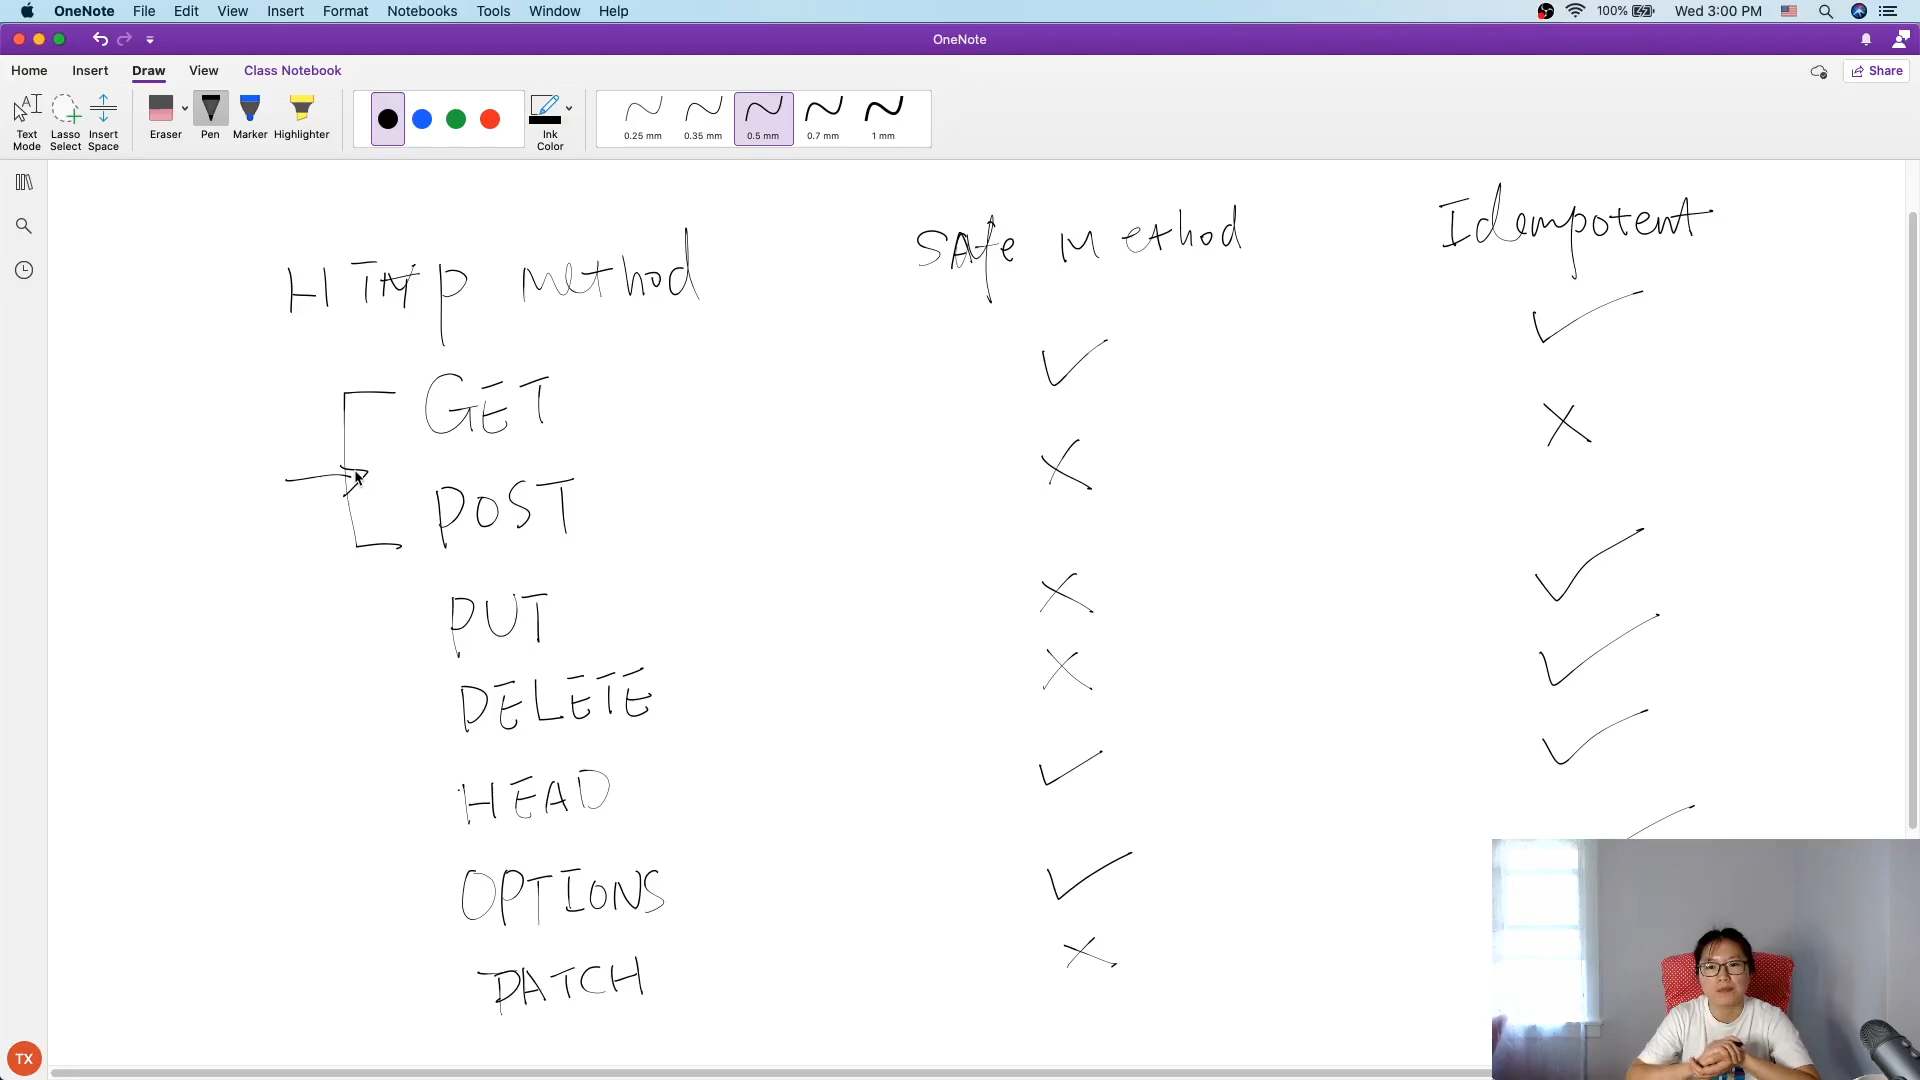 OneNote File Edit View Insert Format Notebooks Tools Window Help 100% Wed 3:00 PM
OneNote
Home Insert Draw View Class Notebook Share
Text Mode Lasso Select Insert Space Eraser Pen Marker Highlighter Ink Color 0.25 mm 0.35 mm 0.5 mm 0.7 mm 1 mm
HTTP method SAfe Method Idempotent
GET ✓ ✓
POST X X
PUT X ✓
DELETE X ✓
HEAD ✓ ✓
OPTIONS ✓
PATCH X
TX